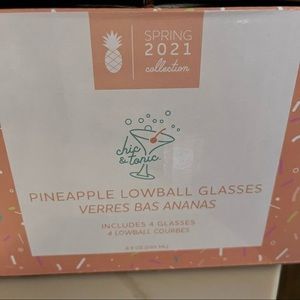 SPRING
2021
collection
chic
& tonic
PINEAPPLE LOWBALL GLASSES
VERRES BAS ANANAS
INCLUDES 4 GLASSES
4 LOWBALL COURBES